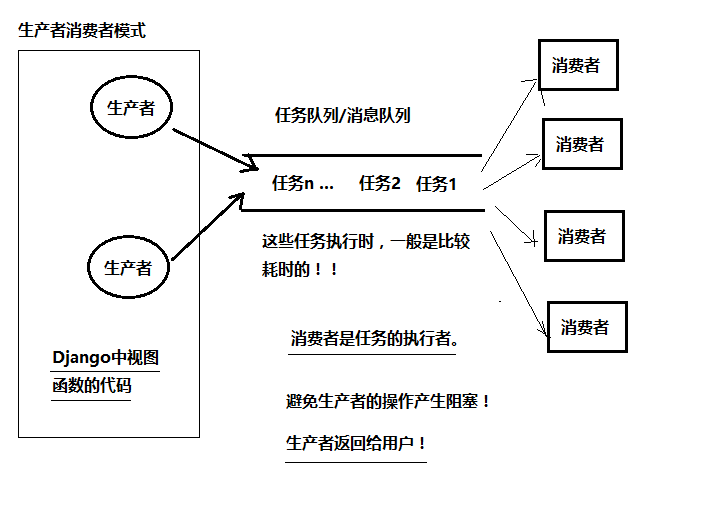 生产者消费者模式
生产者
生产者
Django中视图
函数的代码
任务队列/消息队列
任务n ... 任务2 任务1
这些任务执行时，一般是比较
耗时的！！
消费者是任务的执行者。
避免生产者的操作产生阻塞！
生产者返回给用户！
消费者
消费者
消费者
消费者